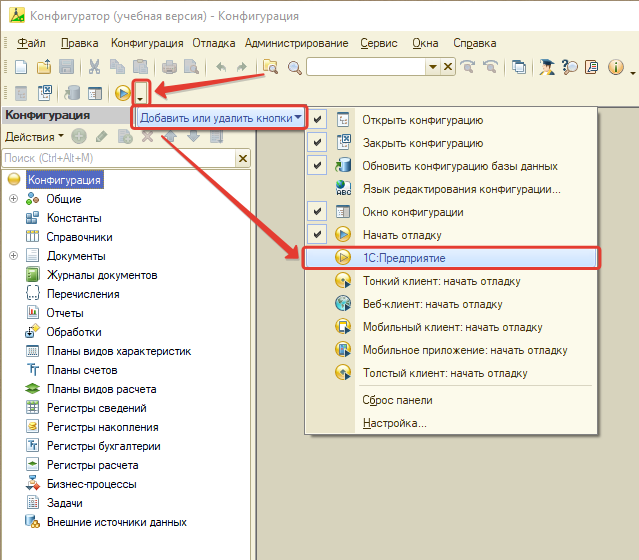 Конфигуратор (учебная версия) - Конфигурация
Файл Правка Конфигурация Отладка Администрирование Сервис Окна Справка
Конфигурация
Добавить или удалить кнопки
Действия
Поиск (Ctrl+Alt+M)
Конфигурация
Общие
Константы
Справочники
Документы
Журналы документов
Перечисления
Отчеты
Обработки
Планы видов характеристик
Планы счетов
Планы видов расчета
Регистры сведений
Регистры накопления
Регистры бухгалтерии
Регистры расчета
Бизнес-процессы
Задачи
Внешние источники данных
Открыть конфигурацию
Закрыть конфигурацию
Обновить конфигурацию базы данных
ABC
Язык редактирования конфигурации...
Окно конфигурации
Начать отладку
1С:Предприятие
Тонкий клиент: начать отладку
Веб-клиент: начать отладку
Мобильный клиент: начать отладку
Мобильное приложение: начать отладку
Толстый клиент: начать отладку
Сброс панели
Настройка...